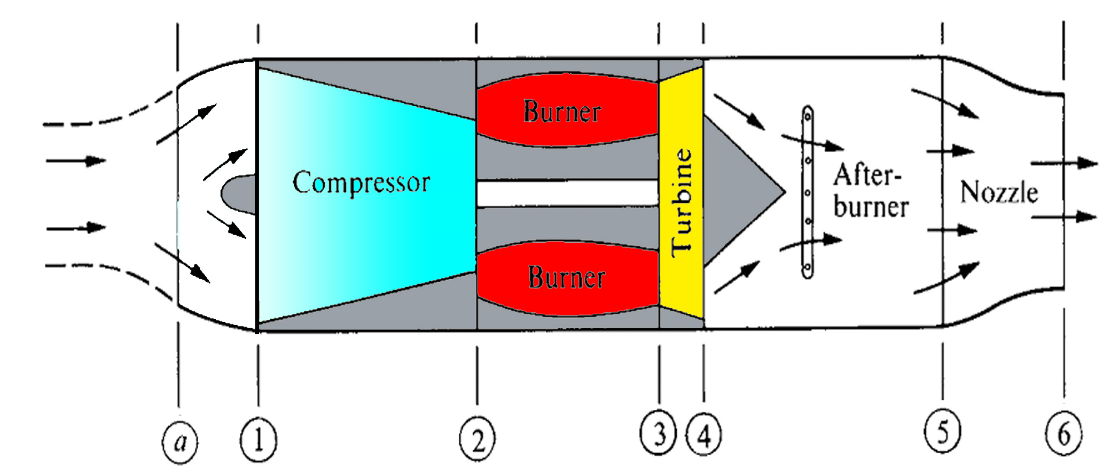 Burner
Compressor
Turbine
After-
burner
Nozzle
Burner
a 1 2 3 4 5 6